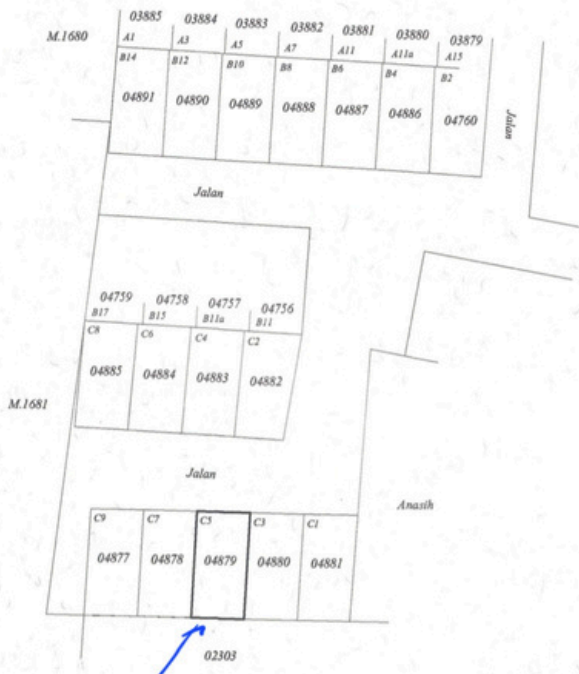 03885 03884 03883 03882 03881 03880 03879
M.1680
A1 A3 A5 A7 A11 A11a A15
B14 B12 B10 B8 B6 B4 B2
04891 04890 04889 04888 04887 04886 04760
Jalan
Jalan
04759 04758 04757 04756
B17 B15 B11a B11
C8 C6 C4 C2
04885 04884 04883 04882
M.1681
Jalan
Anasih
C9 C7 C5 C3 C1
04877 04878 04879 04880 04881
02303